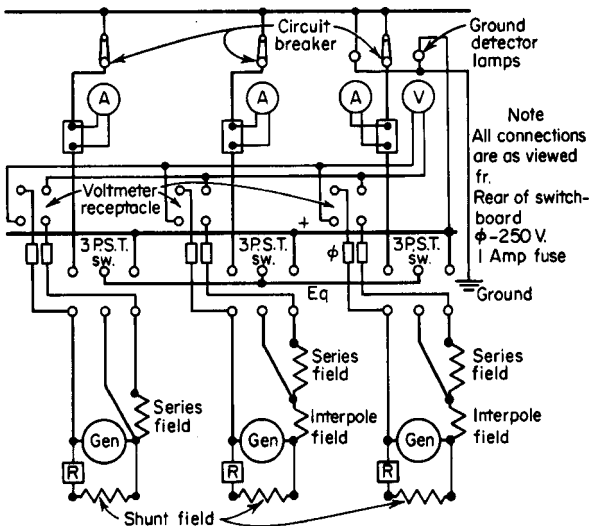 Circuit
breaker
Ground
detector
lamps
A
A
A
V
Note
All connections
are as viewed
fr.
Rear of switch-
board
ϕ-250 V.
1 Amp fuse
Voltmeter
receptacle
+
3 P.S.T.
sw.
3 P.S.T.
sw.
ϕ
3 P.S.T.
sw.
Eq
Ground
Series
field
Series
field
Series
field
Interpole
field
Interpole
field
Gen
Gen
Gen
R
R
R
Shunt field